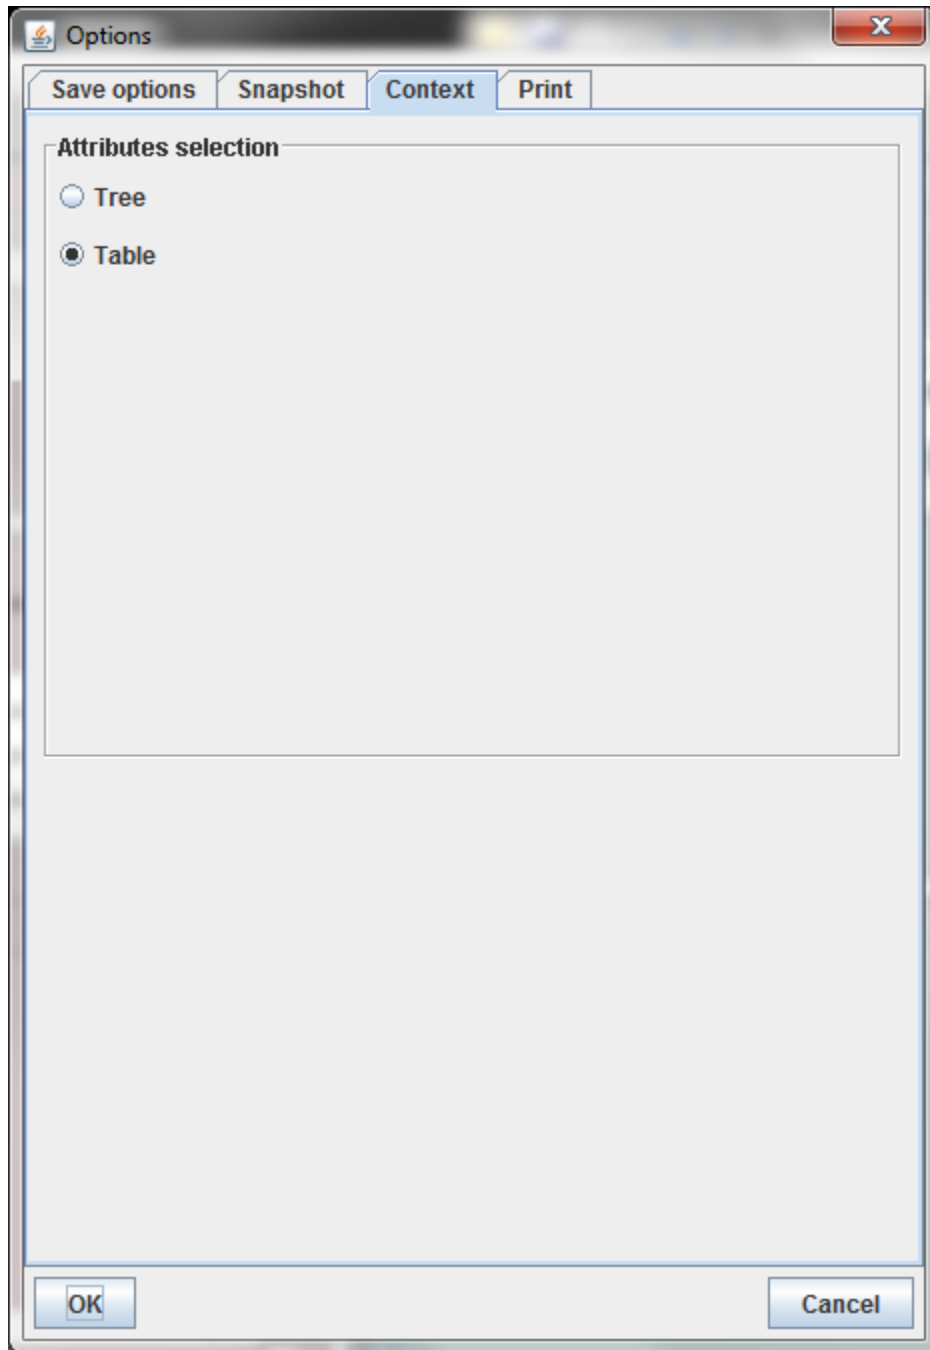 Options
Save options Snapshot Context Print
Attributes selection
Tree
Table
OK Cancel